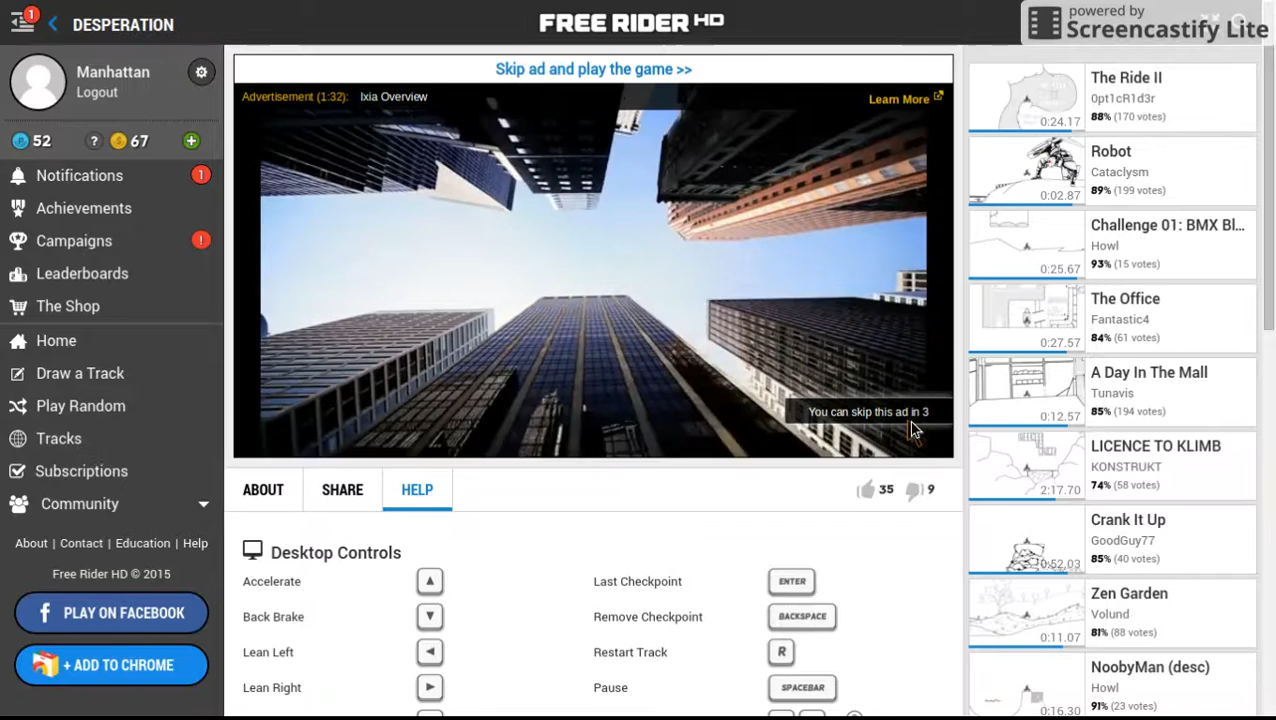 1
DESPERATION
FREE RIDER HD
powered by
Screencastify Lite
Manhattan
Logout
52
?
67
Notifications
1
Achievements
Campaigns
!
Leaderboards
The Shop
Home
Draw a Track
Play Random
Tracks
Subscriptions
Community
About | Contact | Education | Help
Free Rider HD © 2015
f PLAY ON FACEBOOK
+ ADD TO CHROME
Skip ad and play the game >>
Advertisement (1:32): Ixia Overview
Learn More
You can skip this ad in 3
ABOUT
SHARE
HELP
35
9
Desktop Controls
Accelerate
Back Brake
Lean Left
Lean Right
Last Checkpoint
ENTER
Remove Checkpoint
BACKSPACE
Restart Track
R
Pause
SPACEBAR
The Ride II
0pt1cR1d3r
0:24.17
88% (170 votes)
Robot
Cataclysm
0:02.87
89% (199 votes)
Challenge 01: BMX Bl...
Howl
0:25.67
93% (15 votes)
The Office
Fantastic4
0:27.57
84% (61 votes)
A Day In The Mall
Tunavis
0:12.57
85% (194 votes)
LICENCE TO KLIMB
KONSTRUKT
2:17.70
74% (58 votes)
Crank It Up
GoodGuy77
0:52.03
85% (40 votes)
Zen Garden
Volund
0:11.07
81% (88 votes)
NoobyMan (desc)
Howl
0:16.30
91% (23 votes)